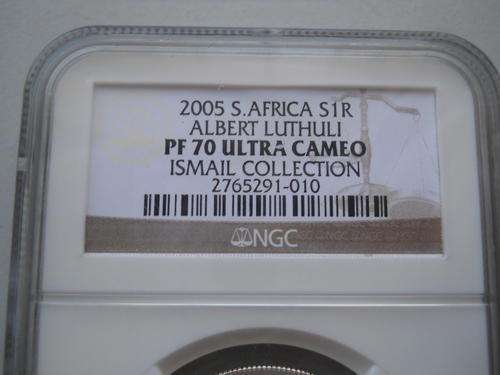 2005 S.AFRICA S1R
ALBERT LUTHULI
PF 70 ULTRA CAMEO
ISMAIL COLLECTION
2765291-010
NGC